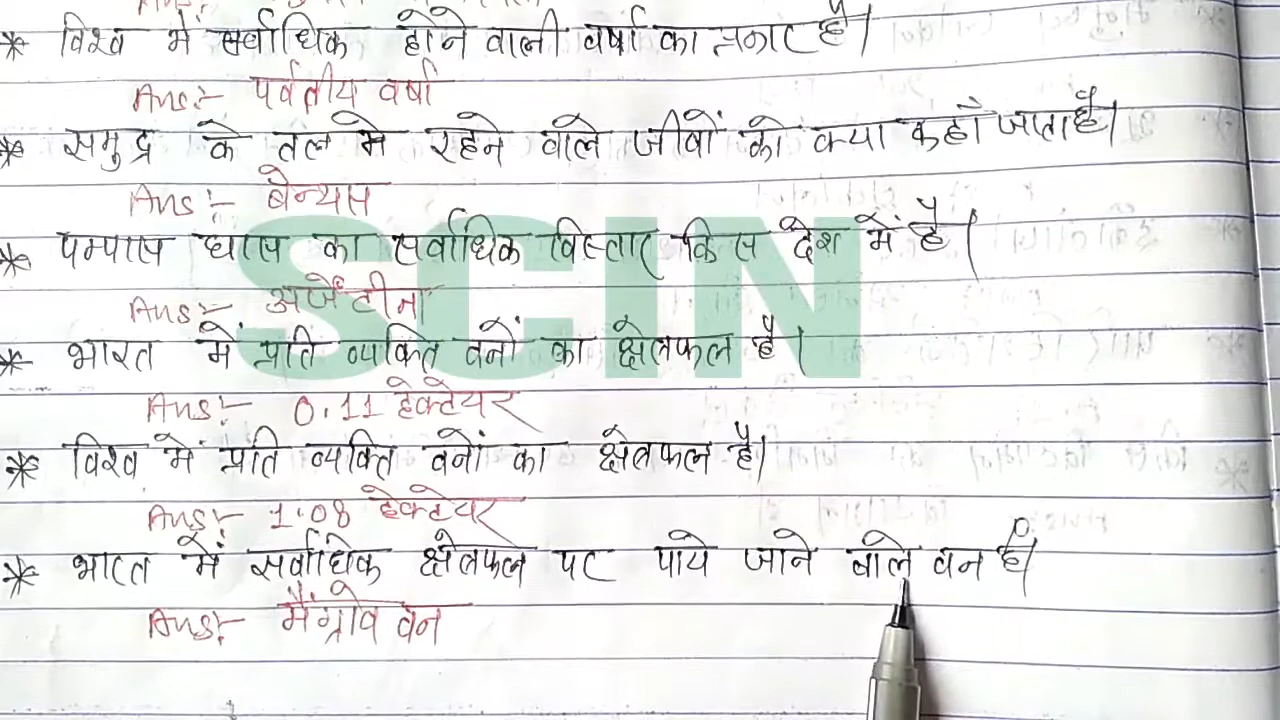 * विश्व में सर्वाधिक होने वाली वर्षा का प्रकार है।
Ans:- पर्वतीय वर्षा
* समुद्र के तल मे रहने वाले जीवों को क्या कहा जाता है।
Ans:- बेन्थस
* पम्पास घास का सर्वाधिक विस्तार किस देश में है।
Ans:- अर्जेंटीना
* भारत में प्रति व्यक्ति वनों का क्षेत्रफल है।
Ans:- 0.11 हेक्टेयर
* विश्व मे प्रति व्यक्ति वनों का क्षेत्रफल है।
Ans:- 1.08 हेक्टेयर
* भारत में सर्वाधिक क्षेत्रफल पर पाये जाने वाले वन है।
Ans:- मैंग्रोव वन
SCIN